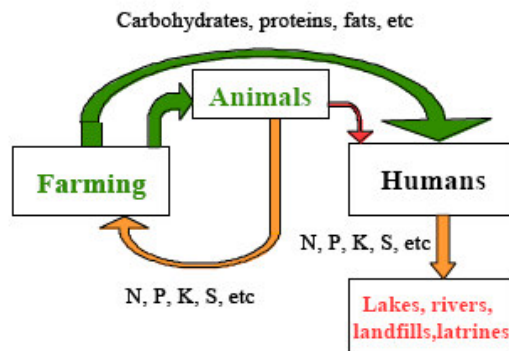 Carbohydrates, proteins, fats, etc
Animals
Farming
Humans
N, P, K, S, etc
N, P, K, S, etc
Lakes, rivers,
landfills,latrines